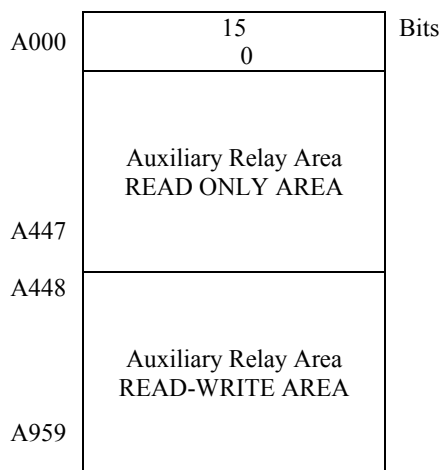 15 Bits
A000
0
Auxiliary Relay Area
READ ONLY AREA
A447
A448
Auxiliary Relay Area
READ-WRITE AREA
A959